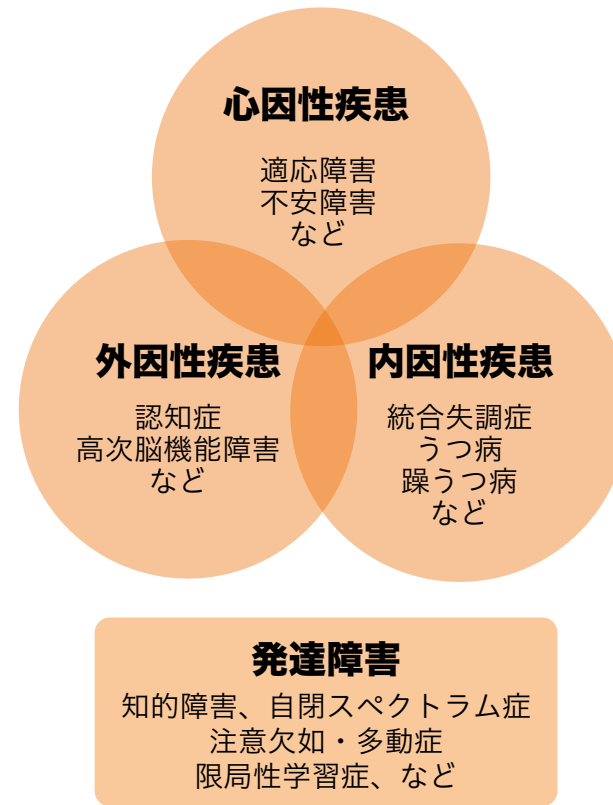 心因性疾患
適応障害
不安障害
など
外因性疾患
認知症
高次脳機能障害
など
内因性疾患
統合失調症
うつ病
躁うつ病
など
発達障害
知的障害、自閉スペクトラム症
注意欠如・多動症
限局性学習症、など